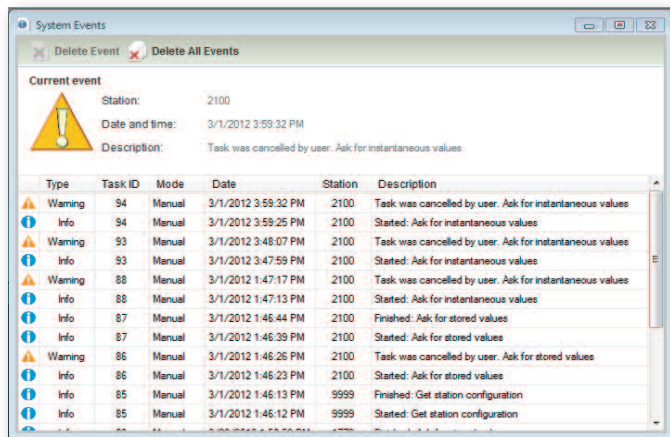 System Events
Delete Event Delete All Events
Current event
Station: 2100
Date and time: 3/1/2012 3:59:32 PM
Description: Task was cancelled by user. Ask for instantaneous values
Type Task ID Mode Date Station Description
Warning 94 Manual 3/1/2012 3:59:32 PM 2100 Task was cancelled by user. Ask for instantaneous values
Info 94 Manual 3/1/2012 3:59:25 PM 2100 Started: Ask for instantaneous values
Warning 93 Manual 3/1/2012 3:48:07 PM 2100 Task was cancelled by user. Ask for instantaneous values
Info 93 Manual 3/1/2012 3:47:59 PM 2100 Started: Ask for instantaneous values
Warning 88 Manual 3/1/2012 1:47:17 PM 2100 Task was cancelled by user. Ask for instantaneous values
Info 88 Manual 3/1/2012 1:47:13 PM 2100 Started: Ask for instantaneous values
Info 87 Manual 3/1/2012 1:46:44 PM 2100 Finished: Ask for stored values
Info 87 Manual 3/1/2012 1:46:39 PM 2100 Started: Ask for stored values
Warning 86 Manual 3/1/2012 1:46:26 PM 2100 Task was cancelled by user. Ask for stored values
Info 86 Manual 3/1/2012 1:46:23 PM 2100 Started: Ask for stored values
Info 85 Manual 3/1/2012 1:46:13 PM 9999 Finished: Get station configuration
Info 85 Manual 3/1/2012 1:46:12 PM 9999 Started: Get station configuration